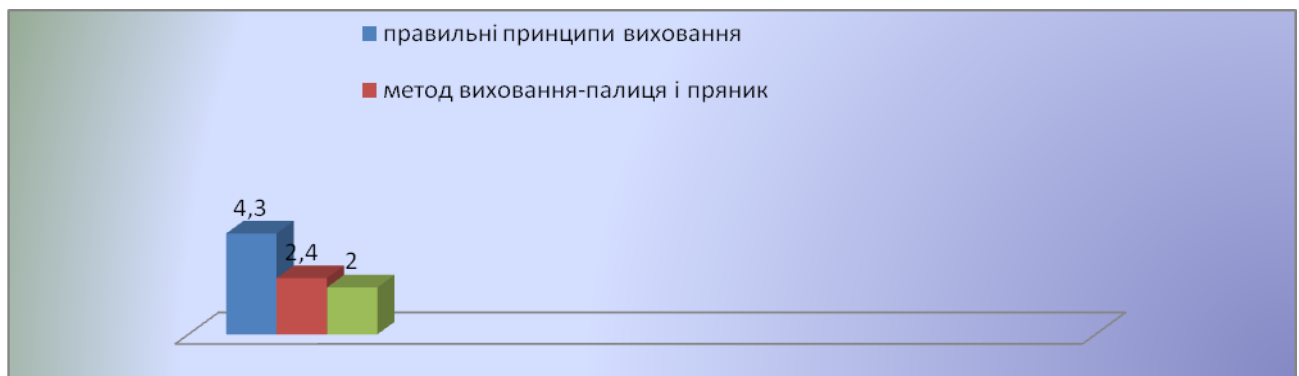 правильні принципи виховання
метод виховання-палиця і пряник
4,3
2,4
2